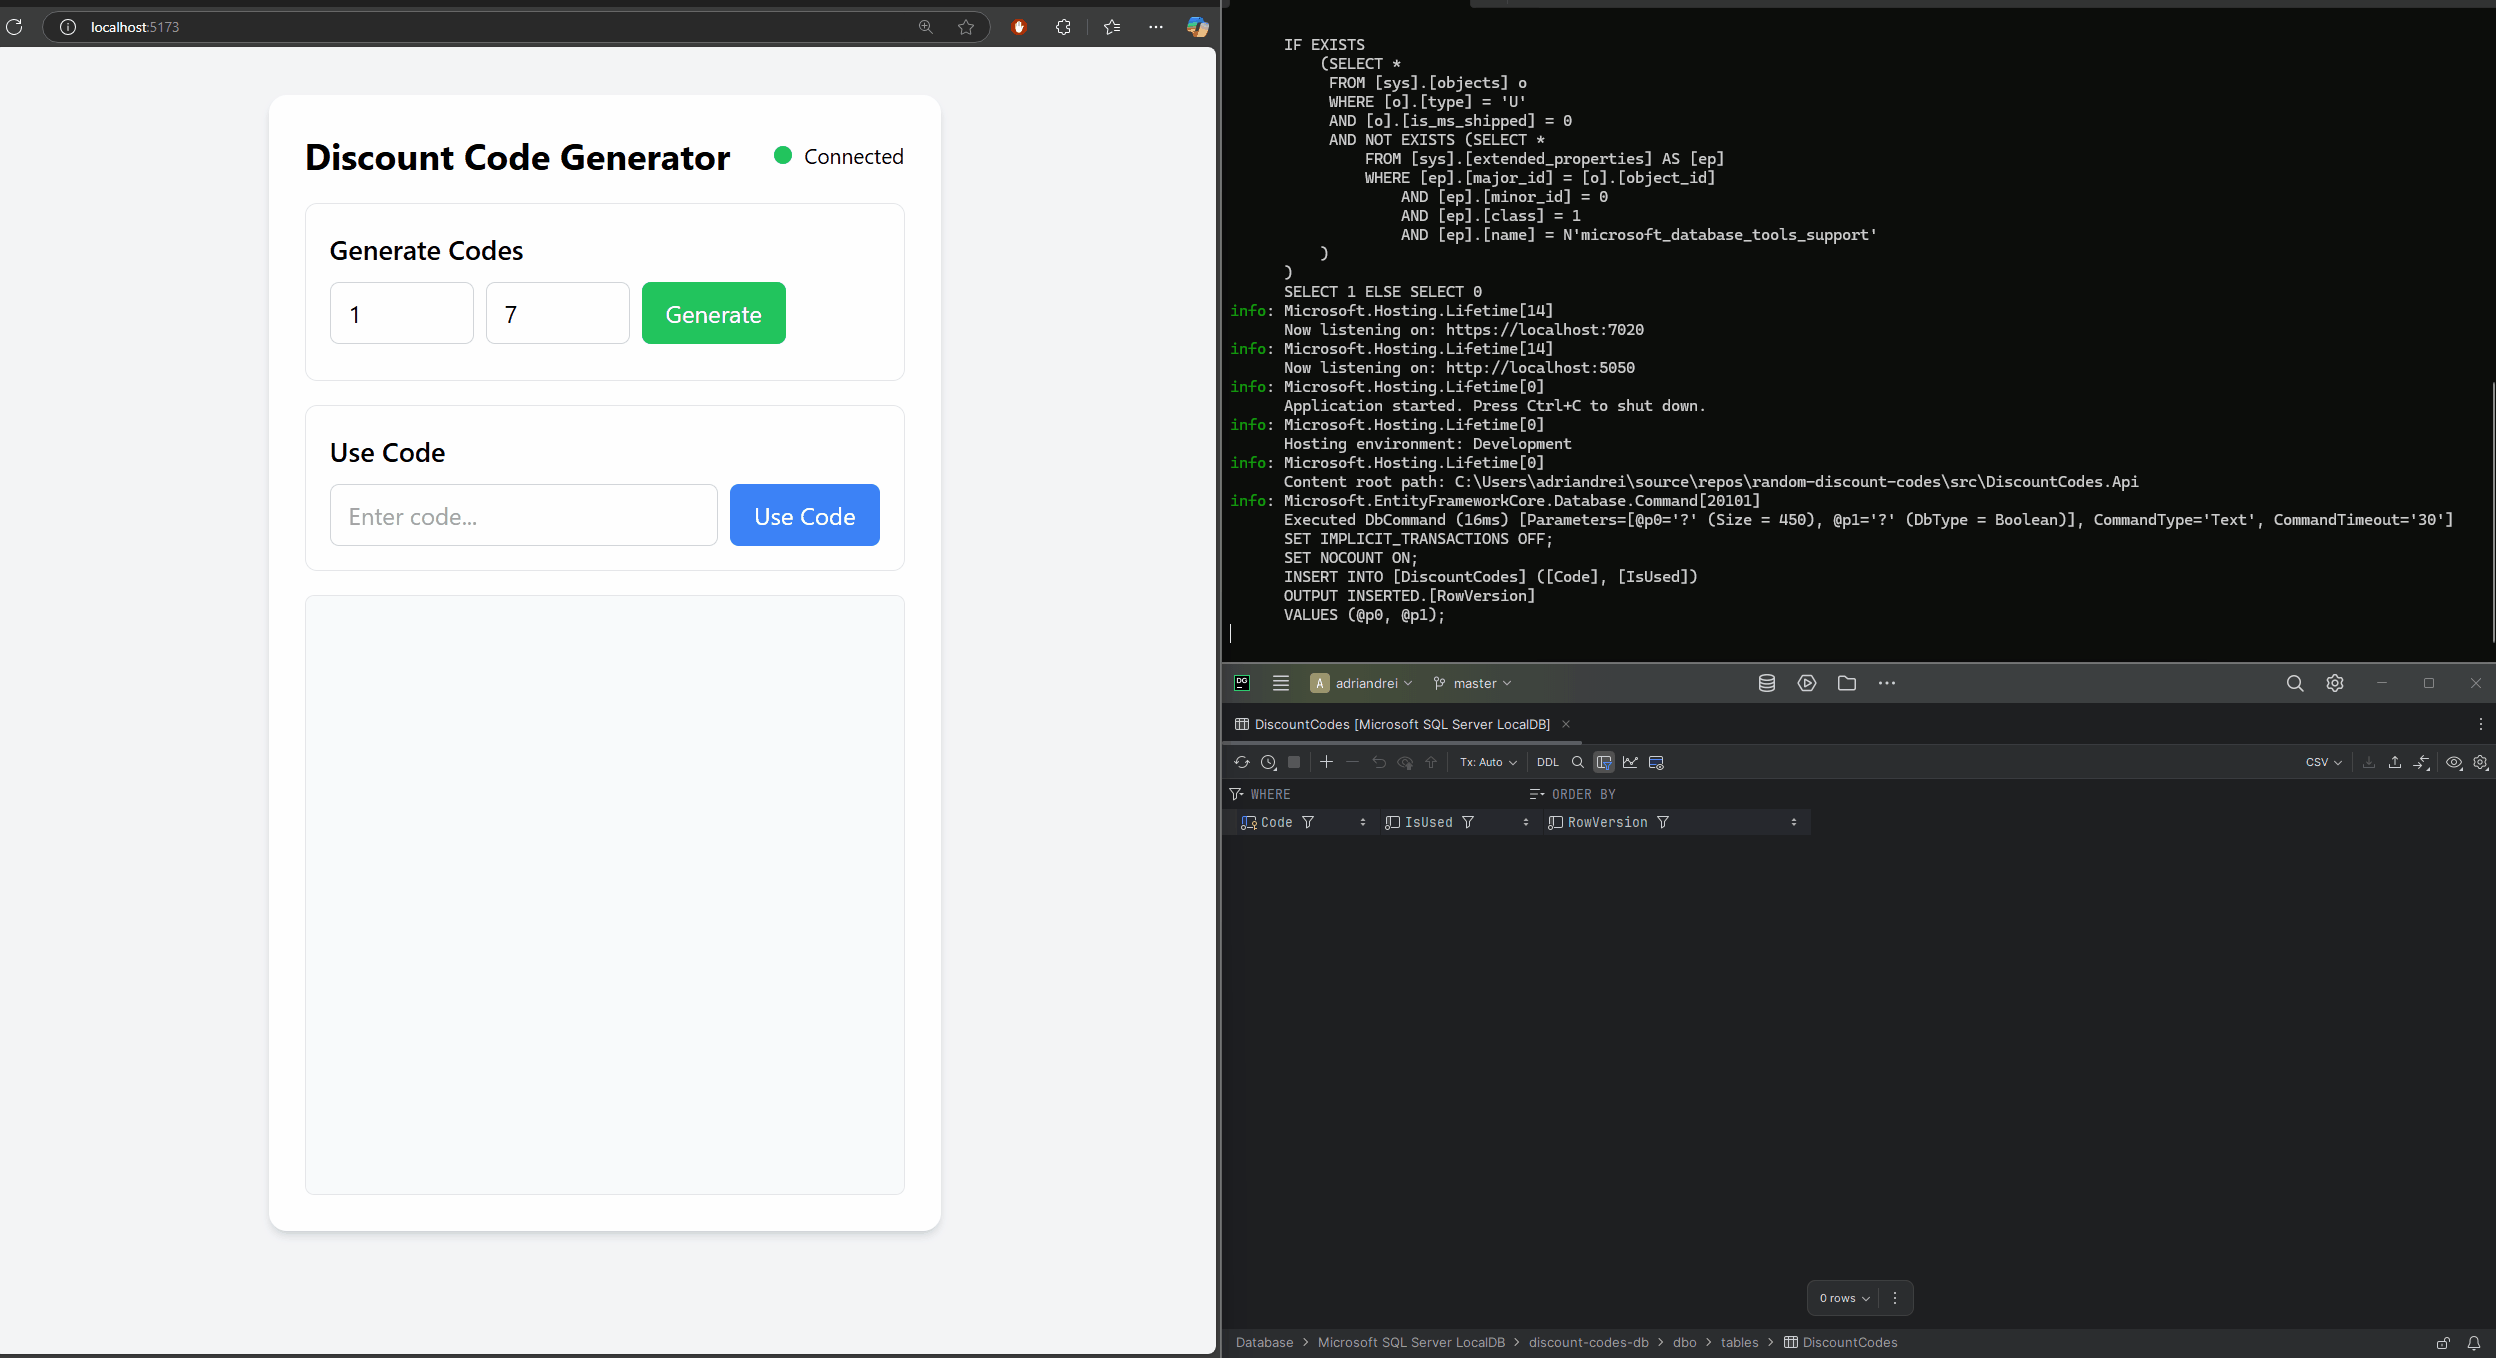 localhost:5173
Discount Code Generator
Connected
Generate Codes
1
7
Generate
Use Code
Enter code...
Use Code
IF EXISTS
(SELECT *
FROM [sys].[objects] o
WHERE [o].[type] = 'U'
AND [o].[is_ms_shipped] = 0
AND NOT EXISTS (SELECT *
FROM [sys].[extended_properties] AS [ep]
WHERE [ep].[major_id] = [o].[object_id]
AND [ep].[minor_id] = 0
AND [ep].[class] = 1
AND [ep].[name] = N'microsoft_database_tools_support'
)
)
SELECT 1 ELSE SELECT 0
info: Microsoft.Hosting.Lifetime[14]
Now listening on: https://localhost:7020
info: Microsoft.Hosting.Lifetime[14]
Now listening on: http://localhost:5050
info: Microsoft.Hosting.Lifetime[0]
Application started. Press Ctrl+C to shut down.
info: Microsoft.Hosting.Lifetime[0]
Hosting environment: Development
info: Microsoft.Hosting.Lifetime[0]
Content root path: C:\Users\adriandrei\source\repos\random-discount-codes\src\DiscountCodes.Api
info: Microsoft.EntityFrameworkCore.Database.Command[20101]
Executed DbCommand (16ms) [Parameters=[@p0='?' (Size = 450), @p1='?' (DbType = Boolean)], CommandType='Text', CommandTimeout='30']
SET IMPLICIT_TRANSACTIONS OFF;
SET NOCOUNT ON;
INSERT INTO [DiscountCodes] ([Code], [IsUsed])
OUTPUT INSERTED.[RowVersion]
VALUES (@p0, @p1);
DG
A adriandrei master
DiscountCodes [Microsoft SQL Server LocalDB]
Tx: Auto DDL CSV
WHERE ORDER BY
Code IsUsed RowVersion
0 rows
Database > Microsoft SQL Server LocalDB > discount-codes-db > dbo > tables > DiscountCodes